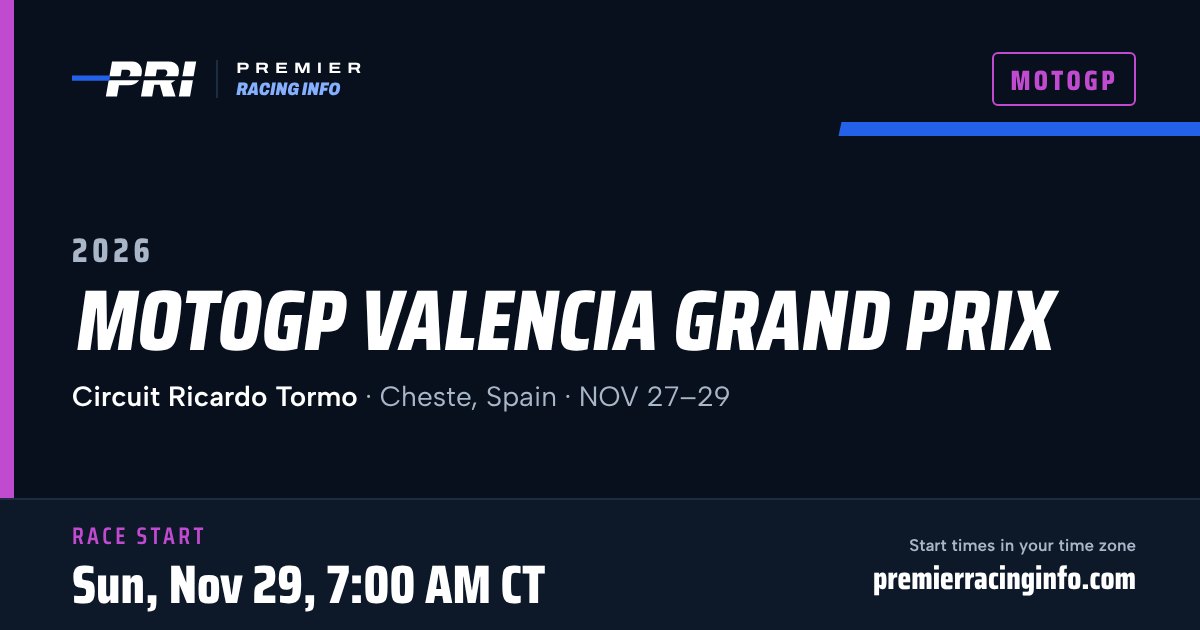 PRI
PREMIER
RACING INFO
MOTOGP
2026
MOTOGP VALENCIA GRAND PRIX
Circuit Ricardo Tormo · Cheste, Spain · NOV 27–29
RACE START
Sun, Nov 29, 7:00 AM CT
Start times in your time zone
premierracinginfo.com